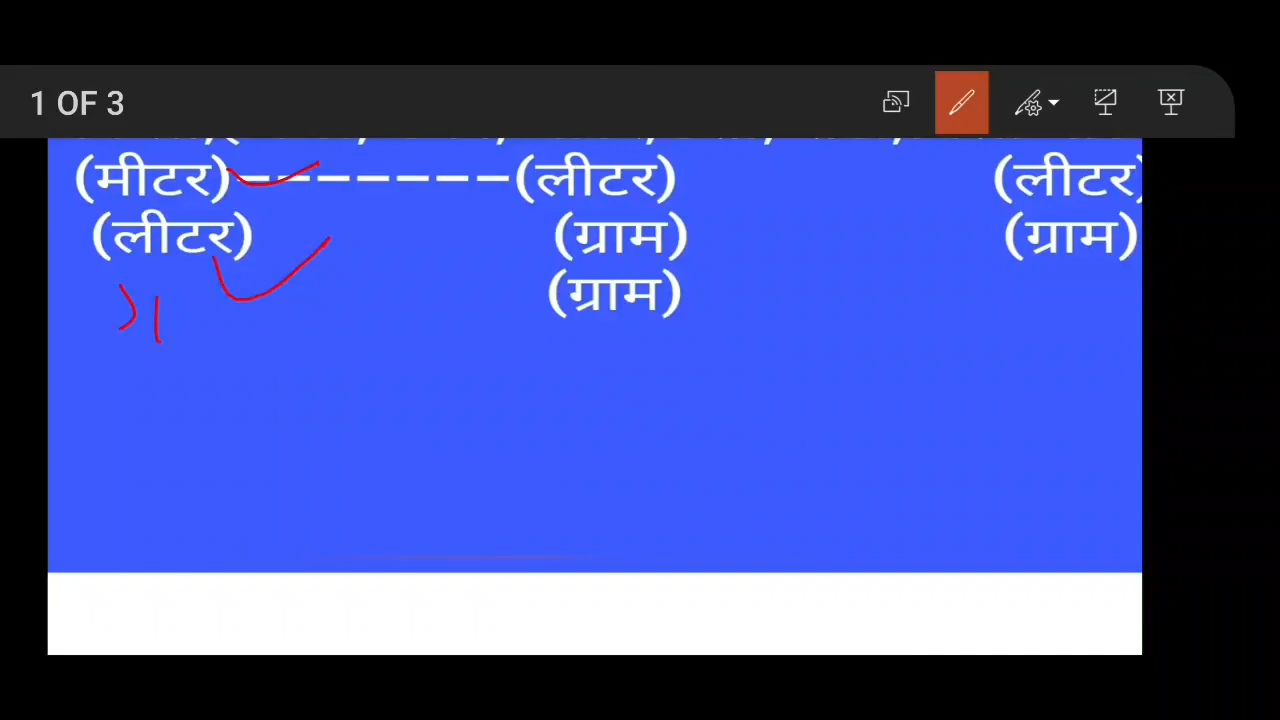 1 OF 3
(मीटर)-------(लीटर) (लीटर)
(लीटर) (ग्राम) (ग्राम)
(ग्राम)